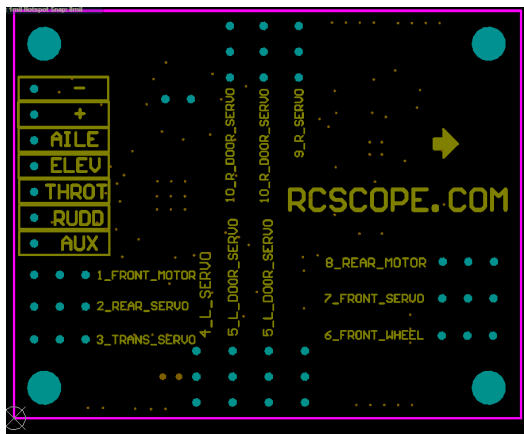 1mil Hotspot Snap: 8mil
-
+
AILE
ELEV
THROT
RUDD
AUX
10_R_DOOR_SERVO
10_R_DOOR_SERVO
9_R_SERVO
RCSCOPE.COM
1_FRONT_MOTOR
2_REAR_SERVO
3_TRANS_SERVO
4_L_SERVO
5_L_DOOR_SERVO
5_L_DOOR_SERVO
8_REAR_MOTOR
7_FRONT_SERVO
6_FRONT_WHEEL